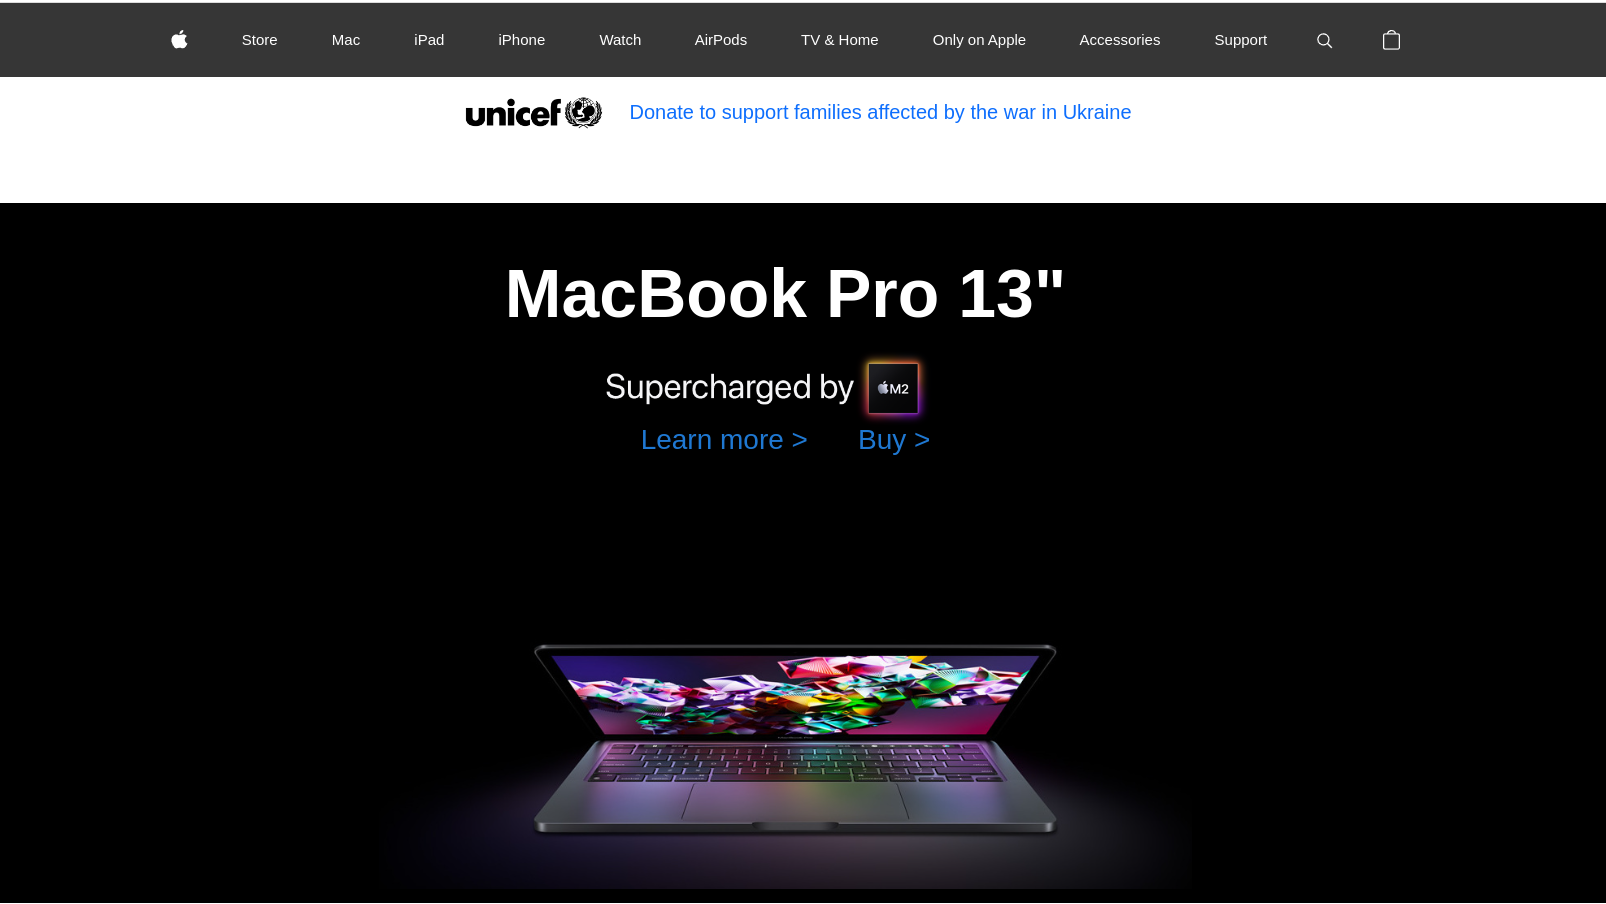 Store Mac iPad iPhone Watch AirPods TV & Home Only on Apple Accessories Support
unicef Donate to support families affected by the war in Ukraine
MacBook Pro 13"
Supercharged by M2
Learn more > Buy >